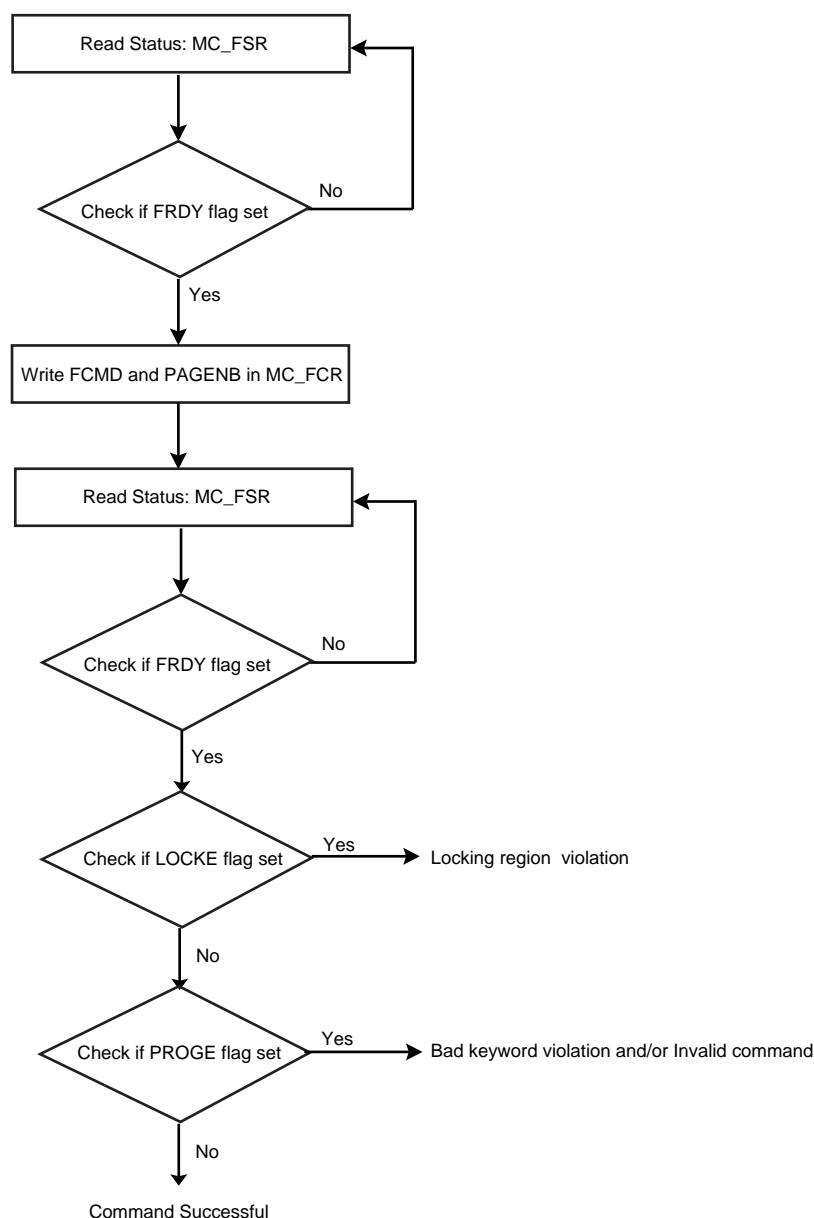 Read Status: MC_FSR
Check if FRDY flag set
No
Yes
Write FCMD and PAGENB in MC_FCR
Read Status: MC_FSR
Check if FRDY flag set
No
Yes
Check if LOCKE flag set
Yes
Locking region violation
No
Check if PROGE flag set
Yes
Bad keyword violation and/or Invalid command
No
Command Successful